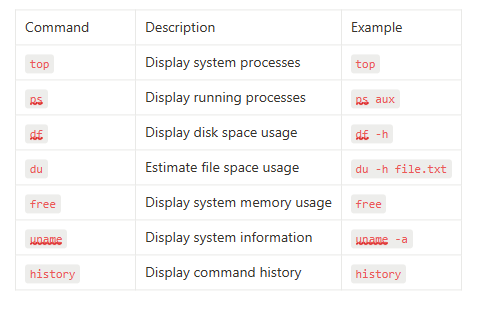 Command Description Example
top Display system processes top
ps Display running processes ps aux
df Display disk space usage df -h
du Estimate file space usage du -h file.txt
free Display system memory usage free
uname Display system information uname -a
history Display command history history